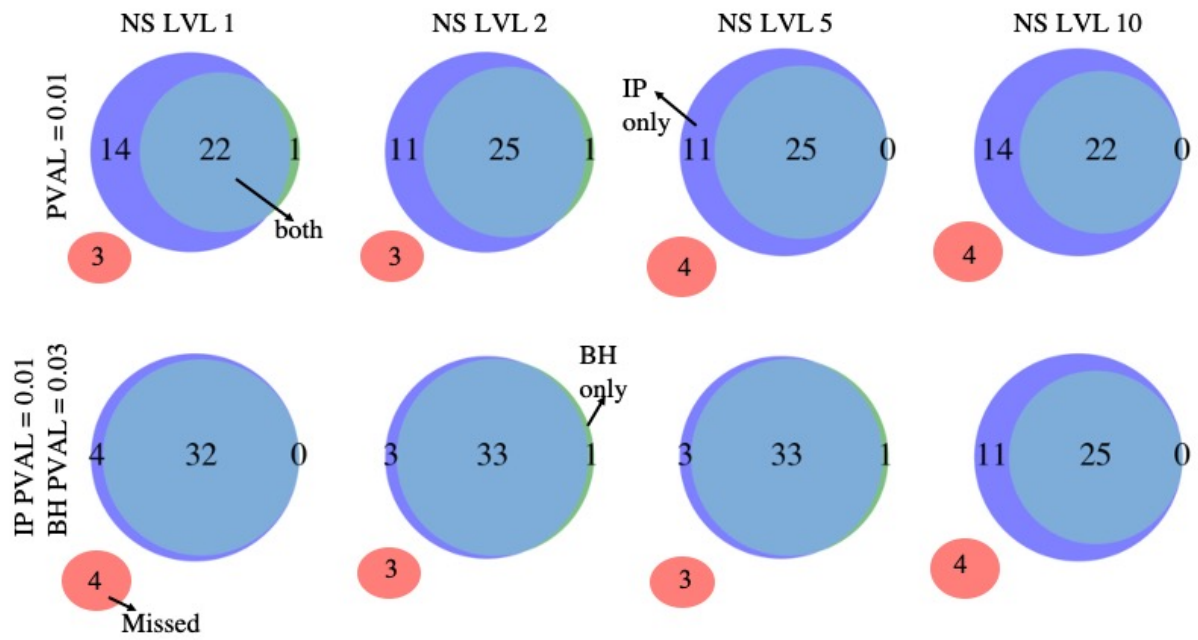 NS LVL 1
NS LVL 2
NS LVL 5
NS LVL 10
PVAL = 0.01
14
22
1
both
3
11
25
1
3
IP
only
11
25
0
4
14
22
0
4
IP PVAL = 0.01
BH PVAL = 0.03
4
32
0
4
Missed
3
33
1
BH
only
3
3
33
1
3
11
25
0
4